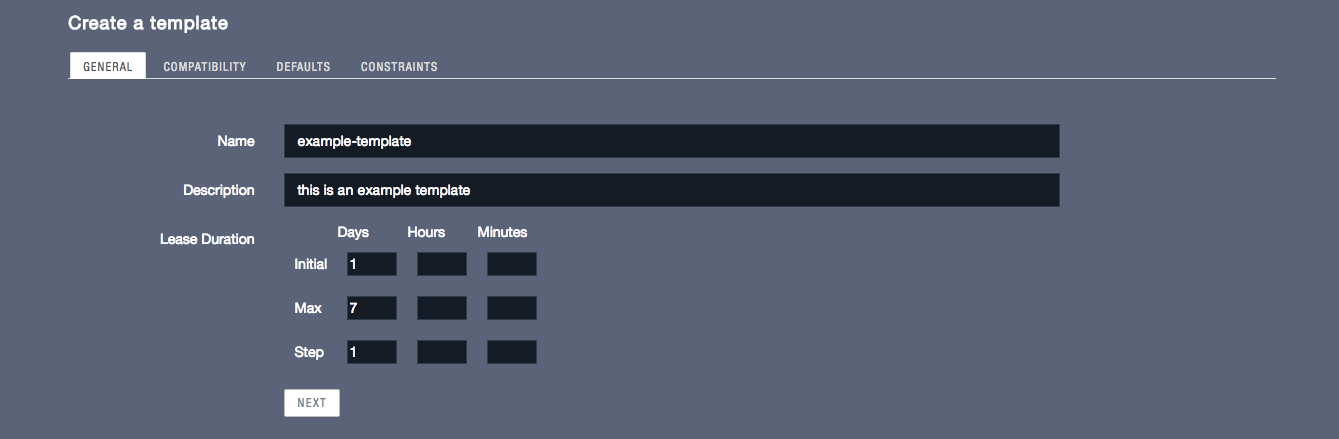 Create a template
GENERAL COMPATIBILITY DEFAULTS CONSTRAINTS
Name example-template
Description this is an example template
Lease Duration Days Hours Minutes
Initial 1
Max 7
Step 1
NEXT